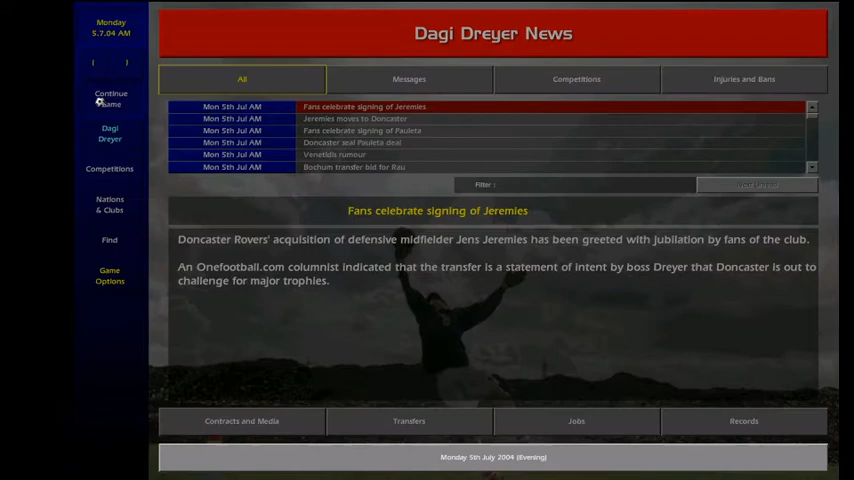 Monday
5.7.04 AM
Dagi Dreyer News
All
Messages
Competitions
Injuries and Bans
Continue
Game
Dagi
Dreyer
Competitions
Nations
& Clubs
Find
Game
Options
Mon 5th Jul AM Fans celebrate signing of Jeremies
Mon 5th Jul AM Jeremies moves to Doncaster
Mon 5th Jul AM Fans celebrate signing of Pauleta
Mon 5th Jul AM Doncaster seal Pauleta deal
Mon 5th Jul AM Venetidis rumour
Mon 5th Jul AM Bochum transfer bid for Rau
Filter :
Next Unread
Fans celebrate signing of Jeremies
Doncaster Rovers' acquisition of defensive midfielder Jens Jeremies has been greeted with jubilation by fans of the club.
An Onefootball.com columnist indicated that the transfer is a statement of intent by boss Dreyer that Doncaster is out to
challenge for major trophies.
Contracts and Media
Transfers
Jobs
Records
Monday 5th July 2004 (Evening)